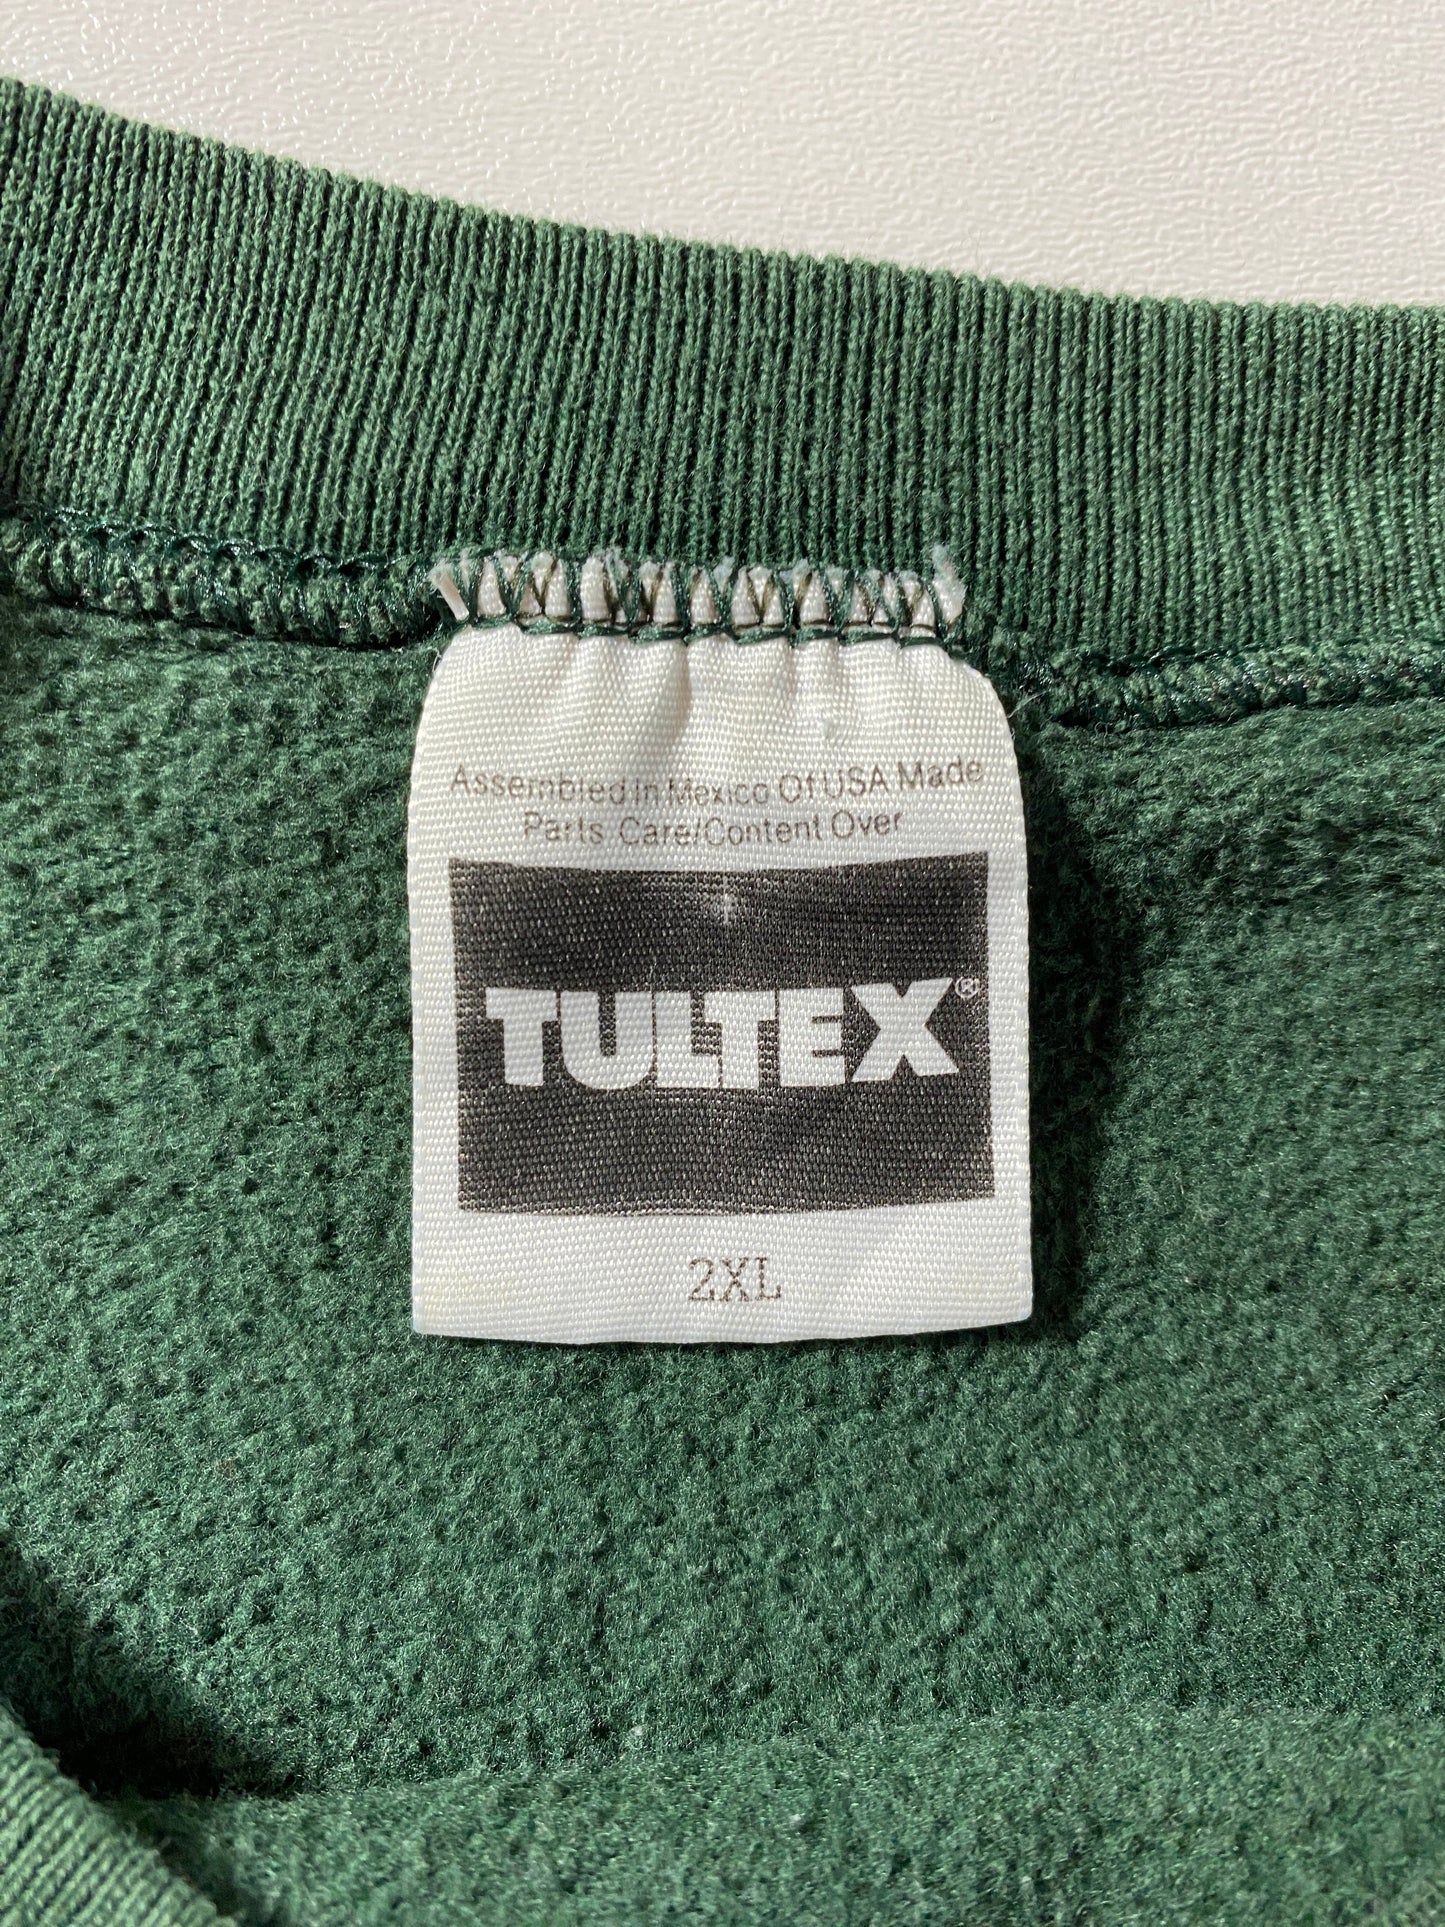 Assembled In Mexico Of USA Made
Parts Care/Content Over
TULTEX®
2XL